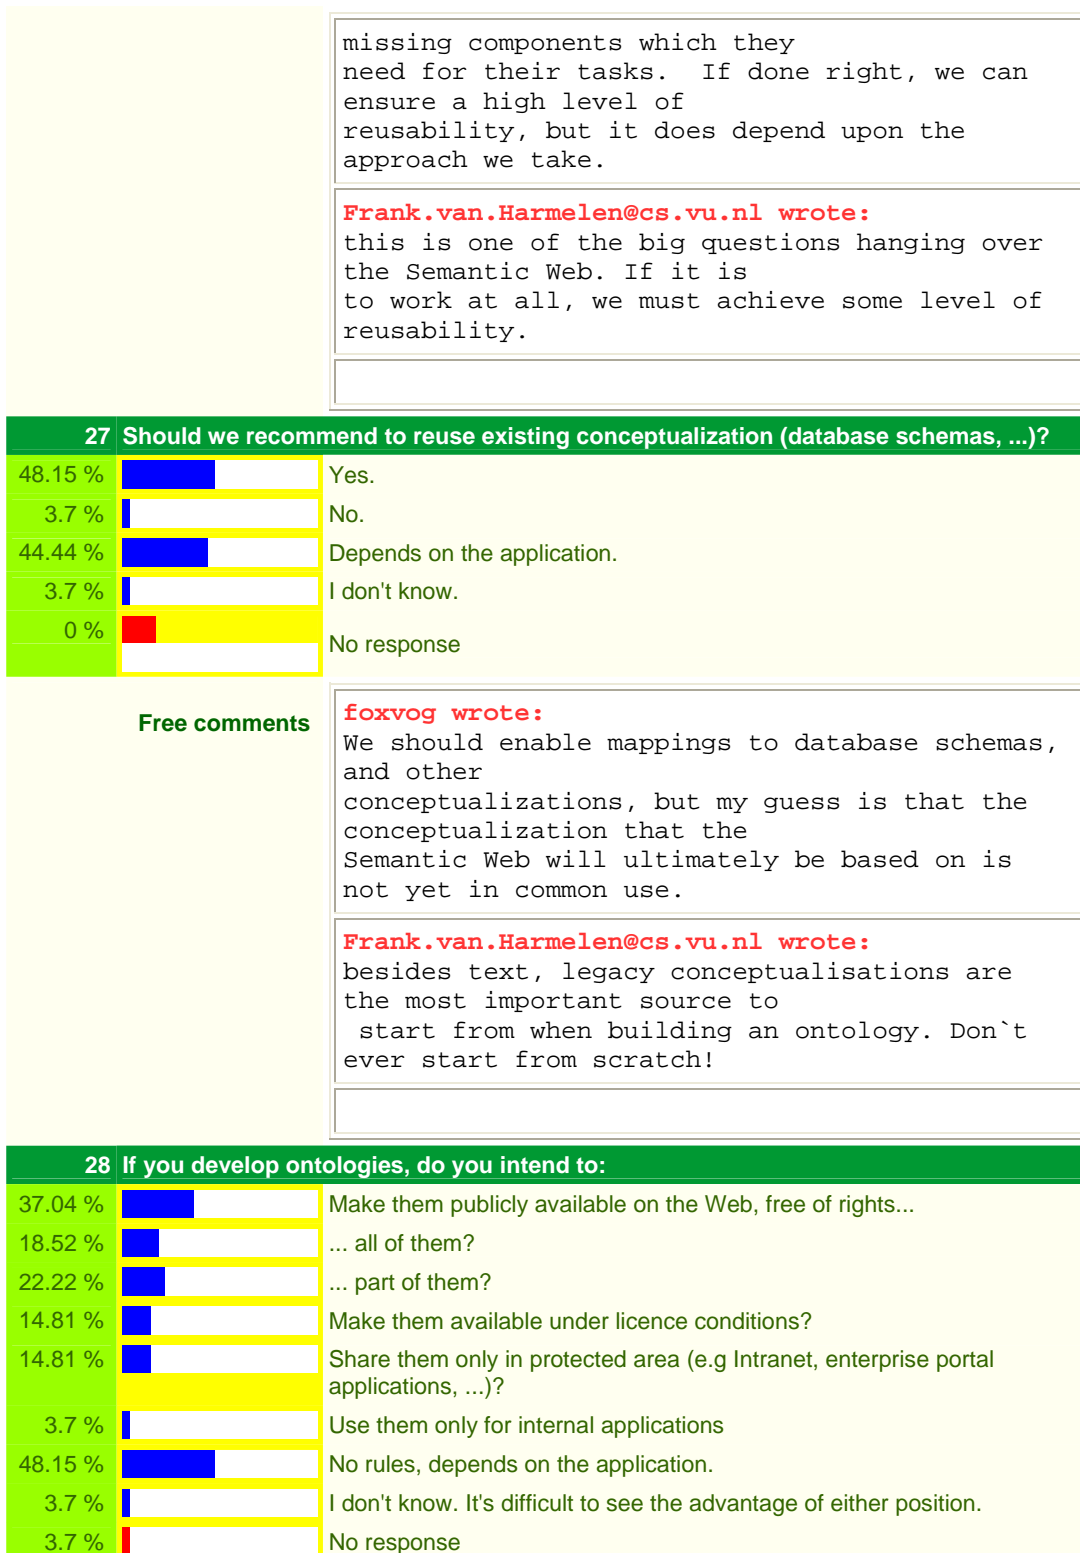 missing components which they
need for their tasks.  If done right, we can
ensure a high level of
reusability, but it does depend upon the
approach we take.
Frank.van.Harmelen@cs.vu.nl wrote:
this is one of the big questions hanging over
the Semantic Web. If it is
to work at all, we must achieve some level of
reusability.
27 Should we recommend to reuse existing conceptualization (database schemas, ...)?
48.15 % Yes.
3.7 % No.
44.44 % Depends on the application.
3.7 % I don't know.
0 % No response
Free comments
foxvog wrote:
We should enable mappings to database schemas,
and other
conceptualizations, but my guess is that the
conceptualization that the
Semantic Web will ultimately be based on is
not yet in common use.
Frank.van.Harmelen@cs.vu.nl wrote:
besides text, legacy conceptualisations are
the most important source to
start from when building an ontology. Don`t
ever start from scratch!
28 If you develop ontologies, do you intend to:
37.04 % Make them publicly available on the Web, free of rights...
18.52 % ... all of them?
22.22 % ... part of them?
14.81 % Make them available under licence conditions?
14.81 % Share them only in protected area (e.g Intranet, enterprise portal
applications, ...)?
3.7 % Use them only for internal applications
48.15 % No rules, depends on the application.
3.7 % I don't know. It's difficult to see the advantage of either position.
3.7 % No response